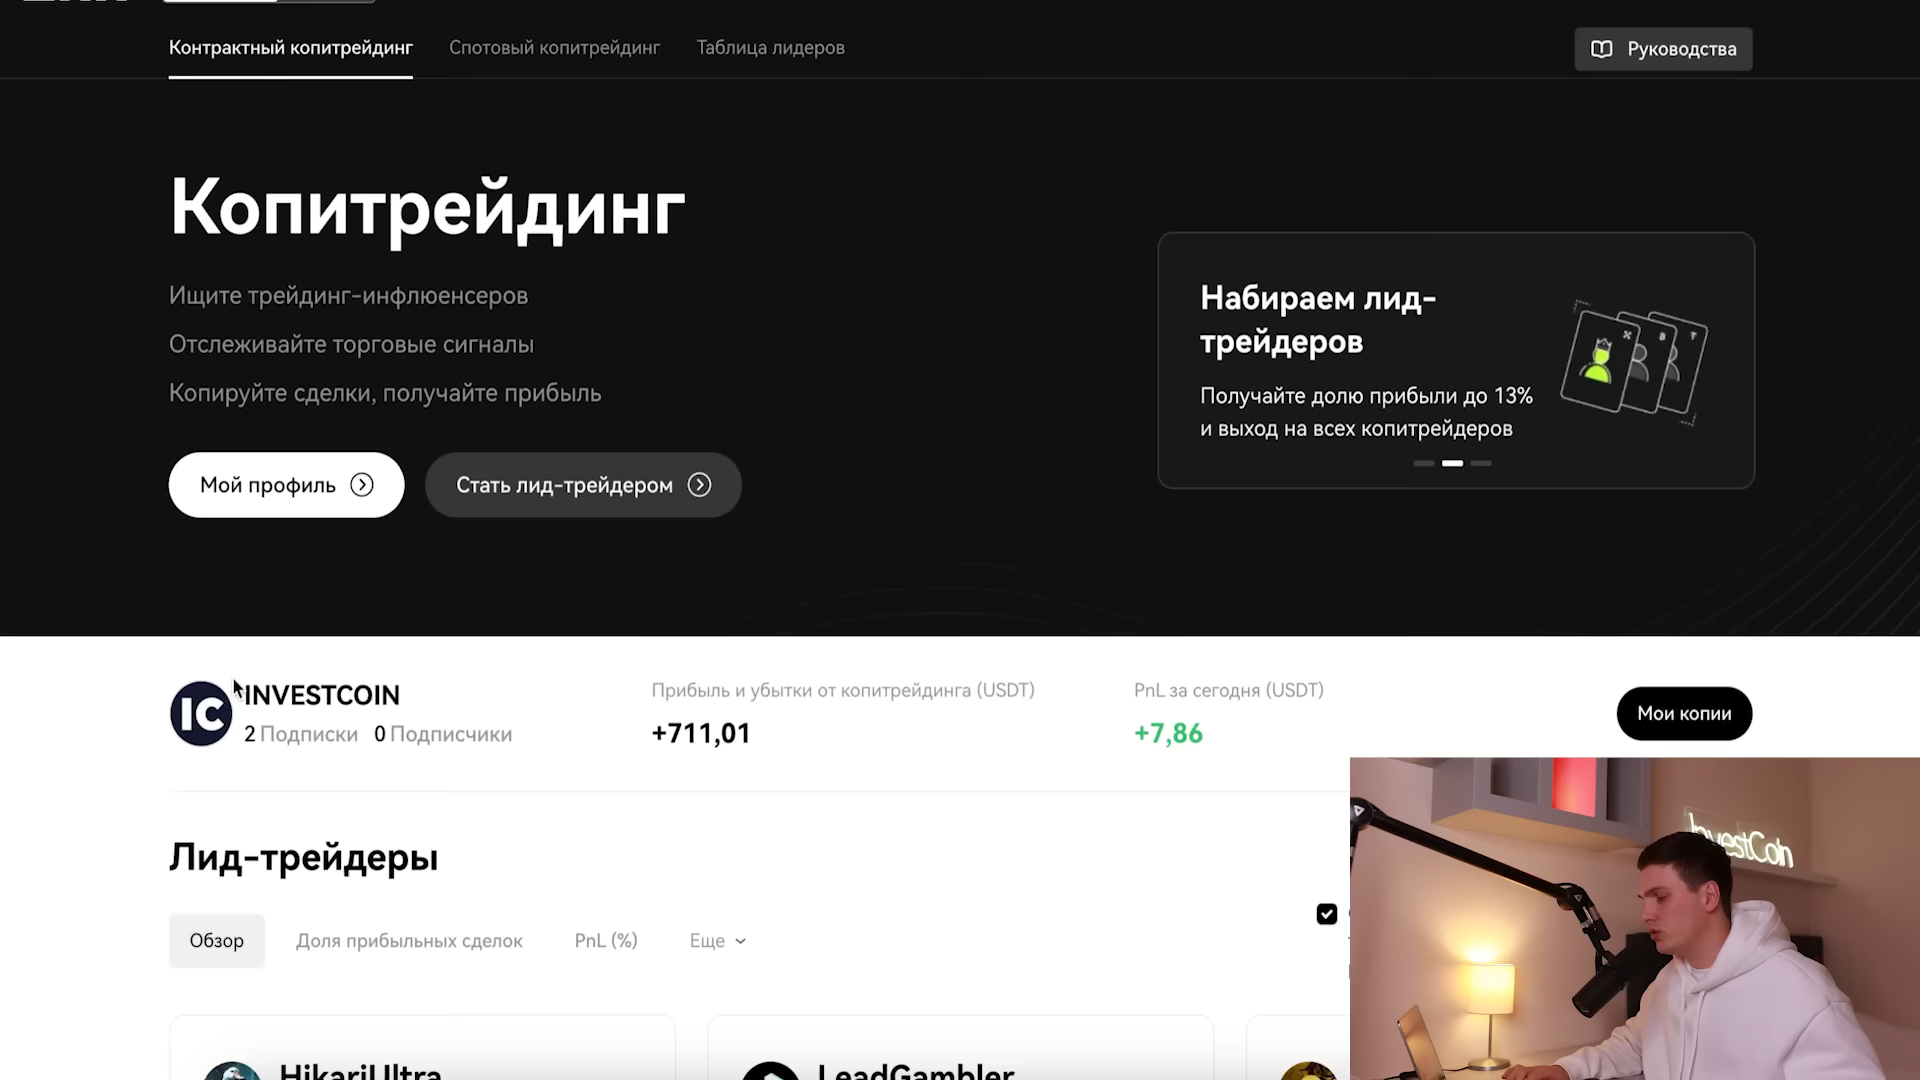 Контрактный копитрейдинг
Спотовый копитрейдинг
Таблица лидеров
Руководства
Копитрейдинг
Ищите трейдинг-инфлюенсеров
Отслеживайте торговые сигналы
Копируйте сделки, получайте прибыль
Мой профиль
Стать лид-трейдером
Набираем лид-
трейдеров
Получайте долю прибыли до 13%
и выход на всех копитрейдеров
IC
INVESTCOIN
2 Подписки 0 Подписчики
Прибыль и убытки от копитрейдинга (USDT)
+711,01
PnL за сегодня (USDT)
+7,86
Мои копии
Лид-трейдеры
Обзор
Доля прибыльных сделок
PnL (%)
Еще
HikariUltra
LeadGambler
InvestCoin